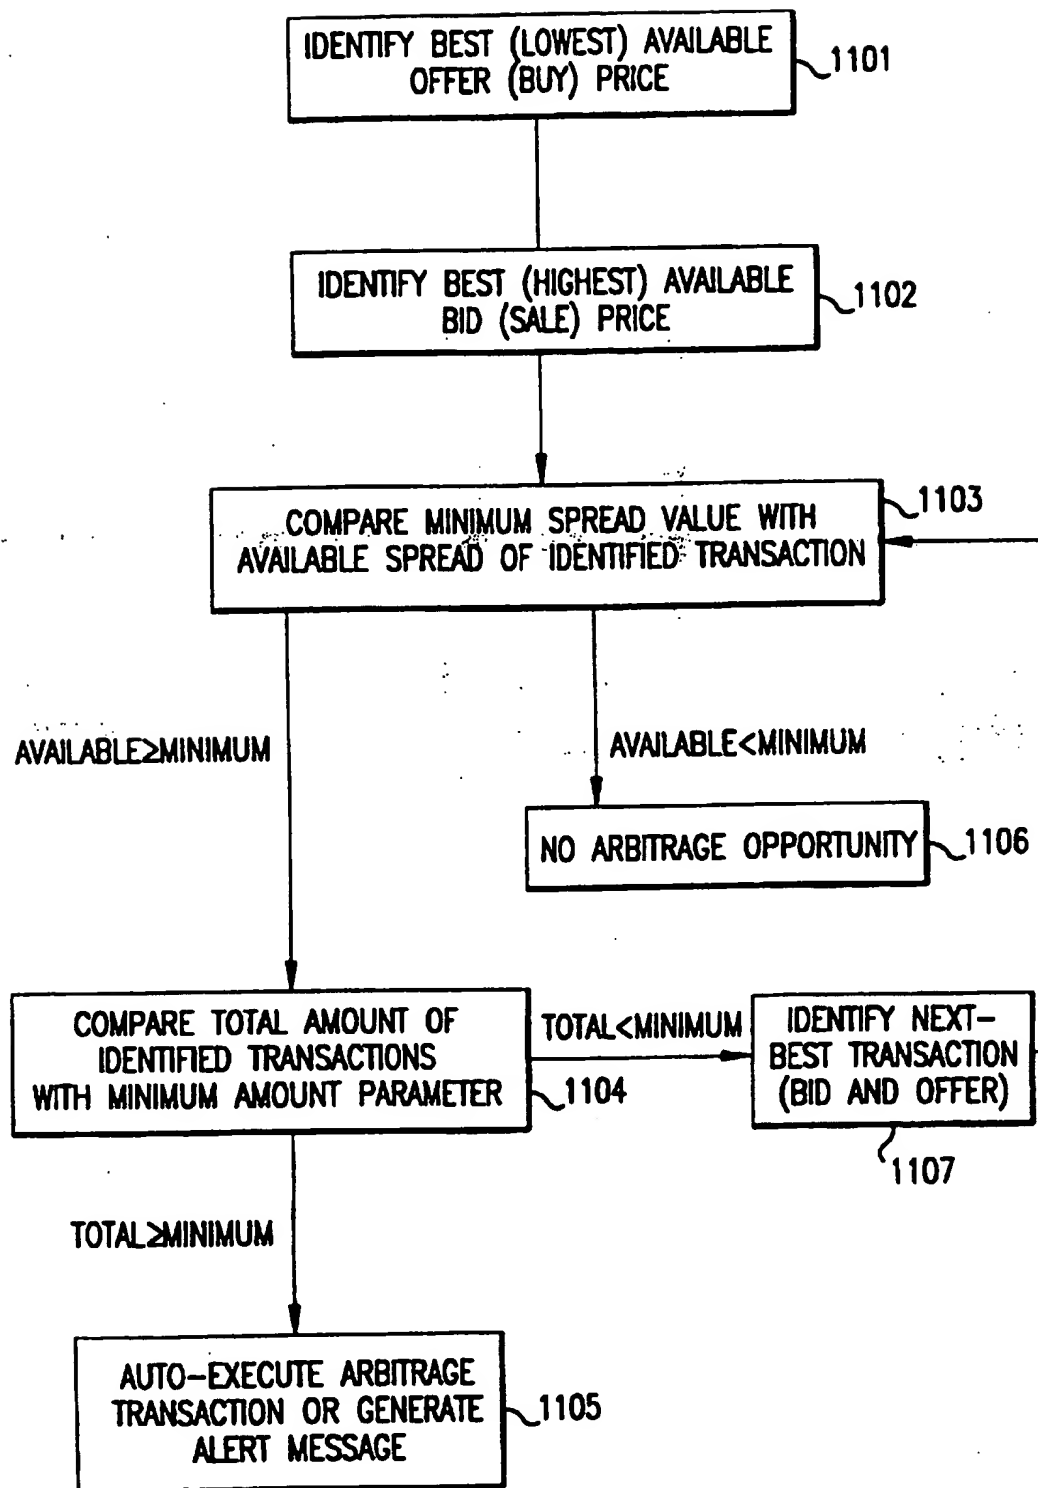 IDENTIFY BEST (LOWEST) AVAILABLE
OFFER (BUY) PRICE
1101
IDENTIFY BEST (HIGHEST) AVAILABLE
BID (SALE) PRICE
1102
COMPARE MINIMUM SPREAD VALUE WITH
AVAILABLE SPREAD OF IDENTIFIED TRANSACTION
1103
AVAILABLE≥MINIMUM
AVAILABLE<MINIMUM
NO ARBITRAGE OPPORTUNITY
1106
COMPARE TOTAL AMOUNT OF
IDENTIFIED TRANSACTIONS
WITH MINIMUM AMOUNT PARAMETER
1104
TOTAL<MINIMUM
IDENTIFY NEXT-
BEST TRANSACTION
(BID AND OFFER)
1107
TOTAL≥MINIMUM
AUTO-EXECUTE ARBITRAGE
TRANSACTION OR GENERATE
ALERT MESSAGE
1105